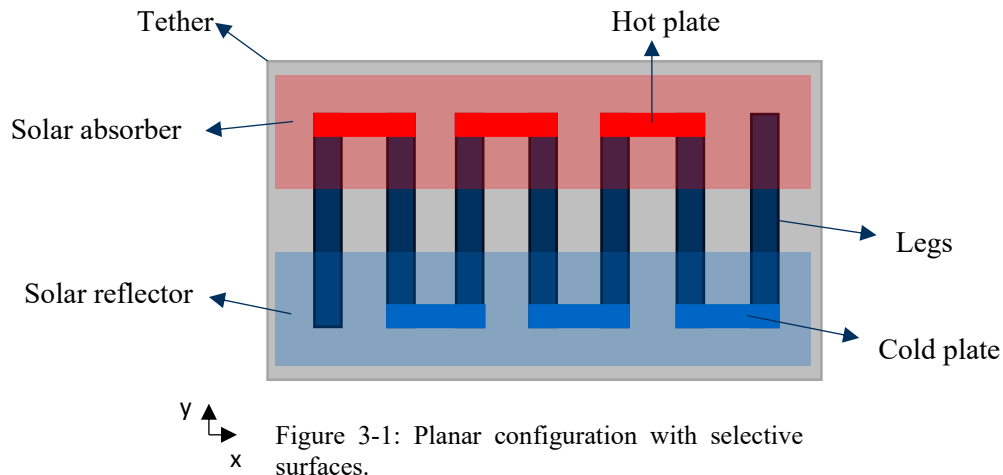 Tether
Hot plate
Solar absorber
Legs
Solar reflector
Cold plate
y
x
Figure 3-1: Planar configuration with selective
surfaces.